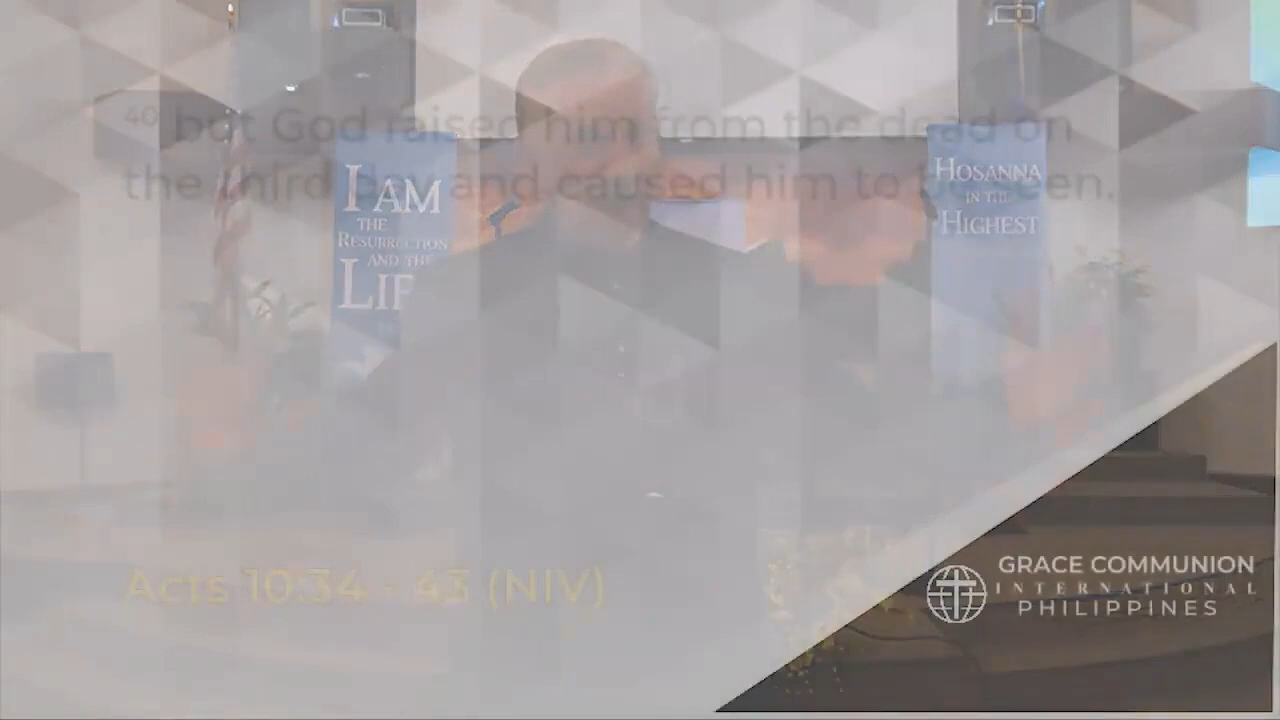 40 but God raised him from the dead on
the third day and caused him to be seen.
I AM
THE
RESURRECTION
AND THE
LIF
HOSANNA
IN THE
HIGHEST
Acts 10:34 - 43 (NIV)
GRACE COMMUNION
INTERNATIONAL
PHILIPPINES